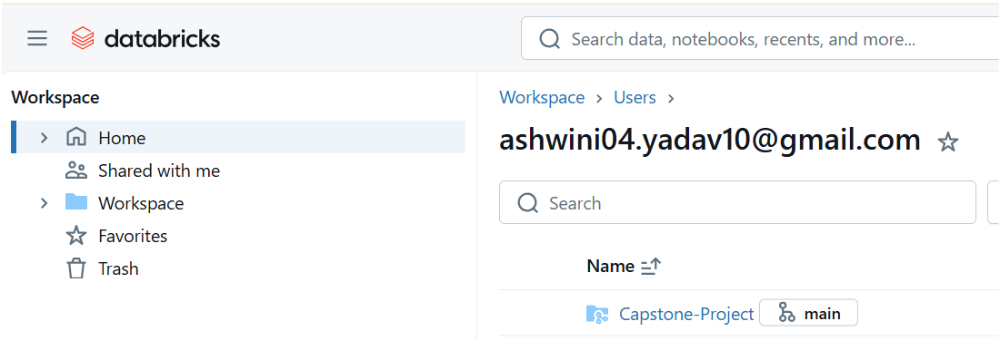 databricks
Search data, notebooks, recents, and more...
Workspace
Home
Shared with me
Workspace
Favorites
Trash
Workspace > Users >
ashwini04.yadav10@gmail.com
Search
Name
Capstone-Project main